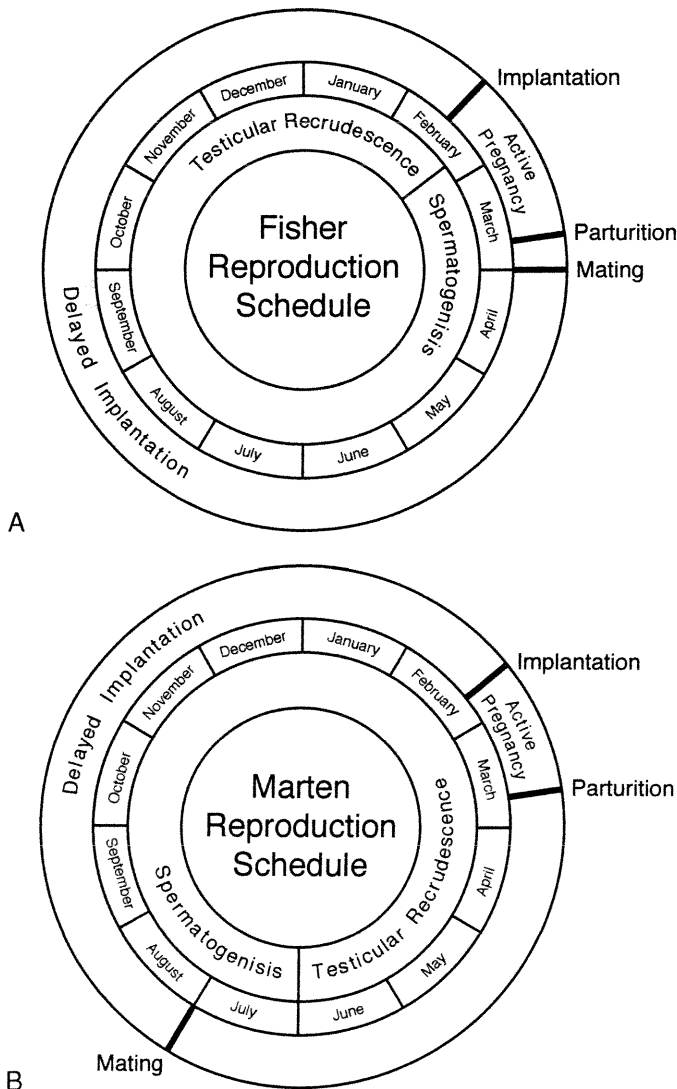 Implantation
December
January
November
February
Active
Pregnancy
Testicular Recrudescence
October
March
Spermatogenisis
Fisher
Reproduction
Schedule
Parturition
Mating
September
April
Delayed Implantation
August
May
July
June
A
Delayed Implantation
December
January
Implantation
November
February
Active
Pregnancy
October
March
Parturition
Marten
Reproduction
Schedule
Testicular Recrudescence
Spermatogenisis
September
April
August
May
July
June
Mating
B